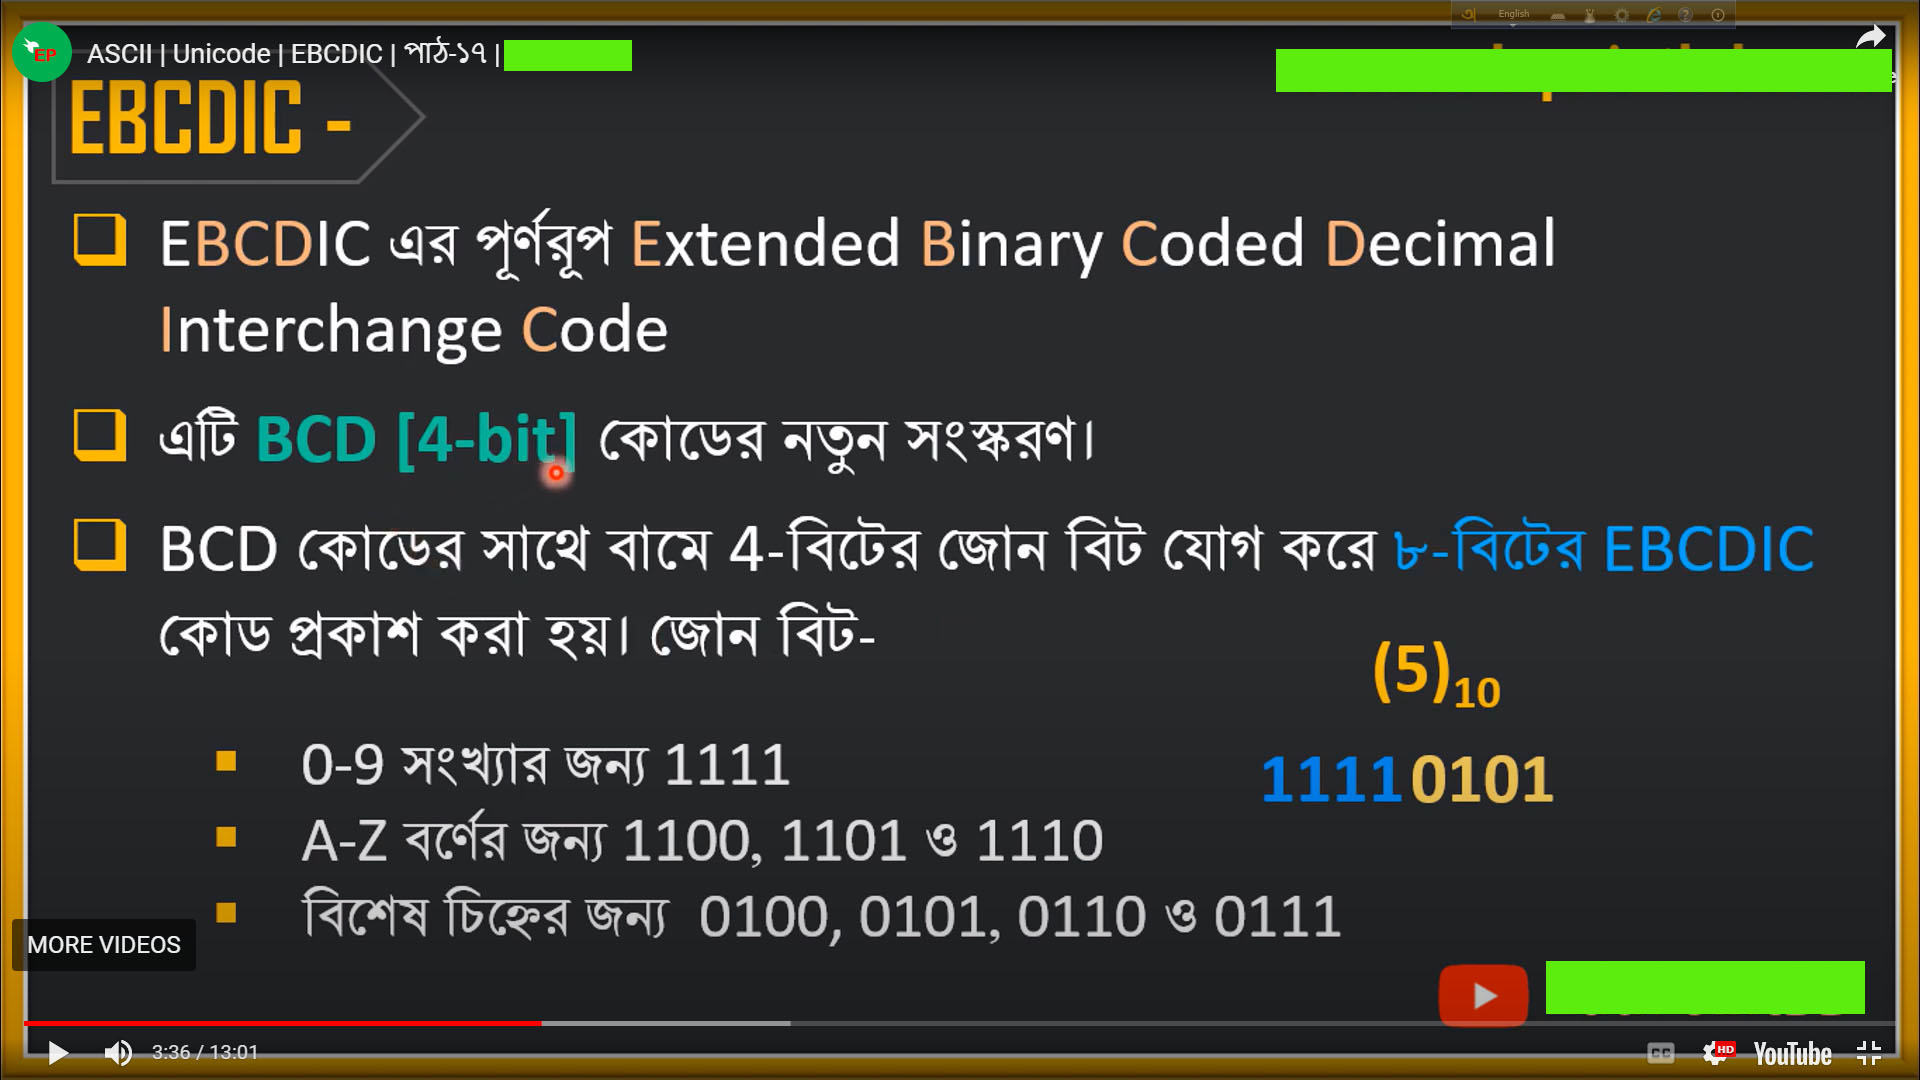 English
ASCII | Unicode | EBCDIC | পাঠ-১৭ |
EP
EBCDIC -
EBCDIC এর পূর্ণরূপ Extended Binary Coded Decimal
Interchange Code
এটি BCD [4-bit] কোডের নতুন সংস্করণ।
BCD কোডের সাথে বামে 4-বিটের জোন বিট যোগ করে ৮-বিটের EBCDIC
কোড প্রকাশ করা হয়। জোন বিট-
(5)10
0-9 সংখ্যার জন্য 1111
11110101
A-Z বর্ণের জন্য 1100, 1101 ও 1110
বিশেষ চিহ্নের জন্য 0100, 0101, 0110 ও 0111
MORE VIDEOS
3:36 / 13:01
CC
HD
YouTube